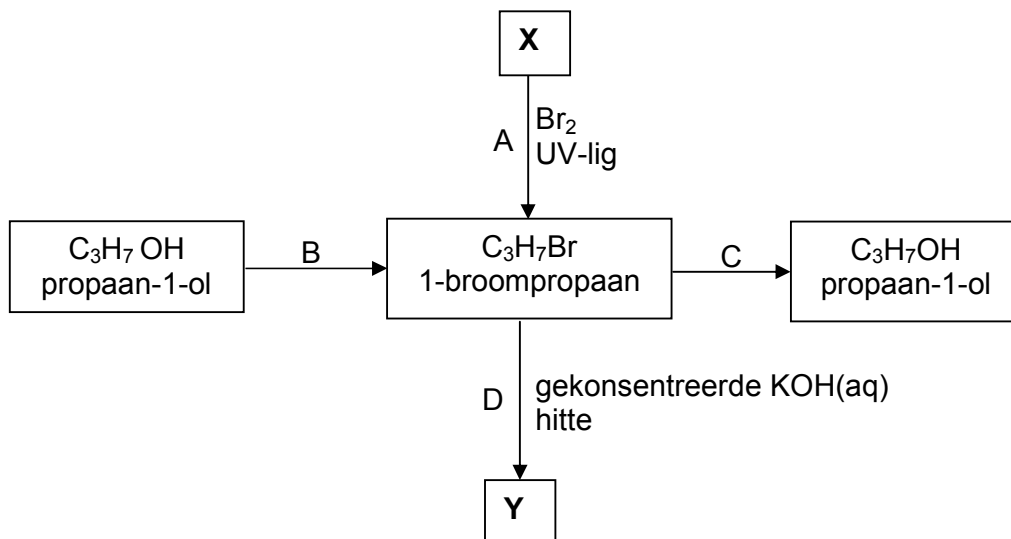 X
A
Br₂
UV-lig
C₃H₇ OH
propaan-1-ol
B
C₃H₇Br
1-broompropaan
C
C₃H₇OH
propaan-1-ol
D
gekonsentreerde KOH(aq)
hitte
Y